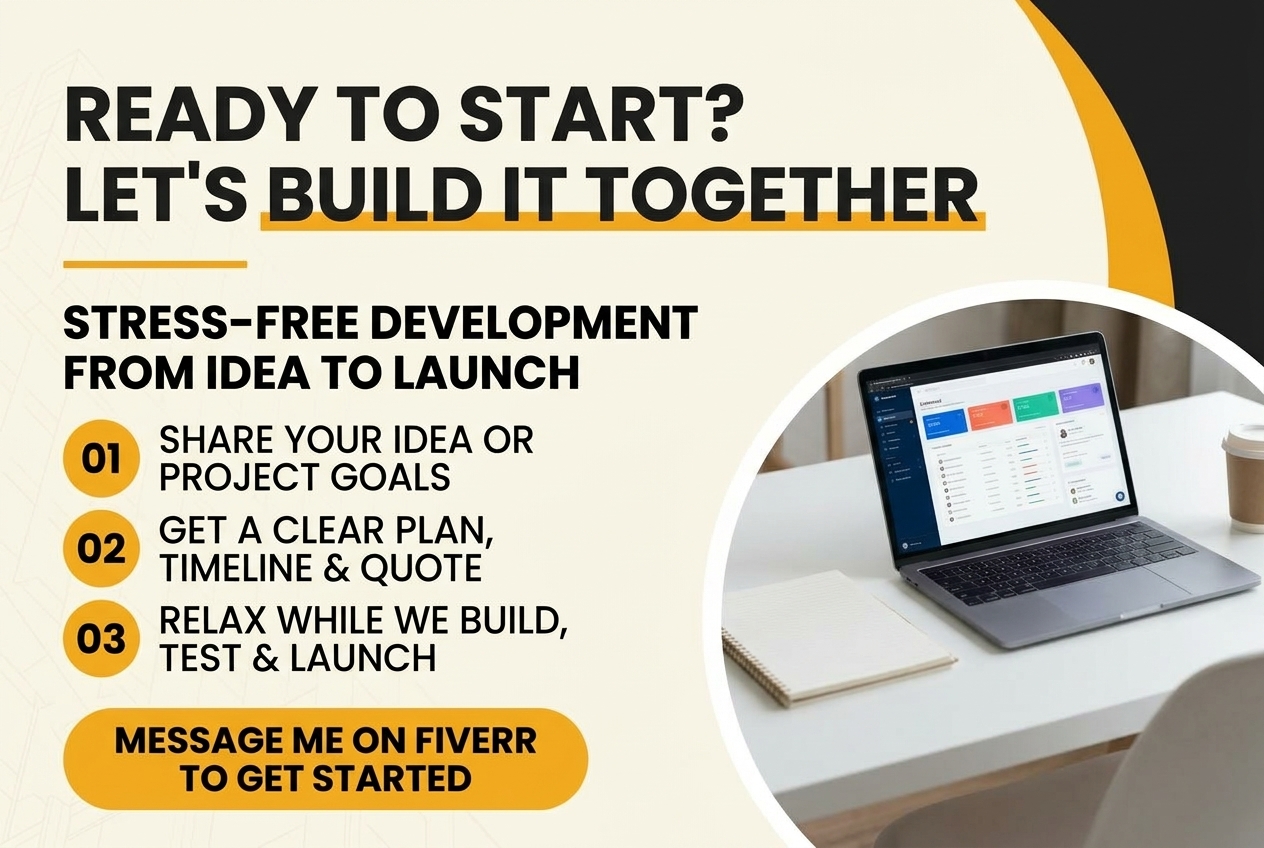 READY TO START?
LET'S BUILD IT TOGETHER
STRESS-FREE DEVELOPMENT
FROM IDEA TO LAUNCH
01
SHARE YOUR IDEA OR
PROJECT GOALS
02
GET A CLEAR PLAN,
TIMELINE & QUOTE
03
RELAX WHILE WE BUILD,
TEST & LAUNCH
MESSAGE ME ON FIVERR
TO GET STARTED